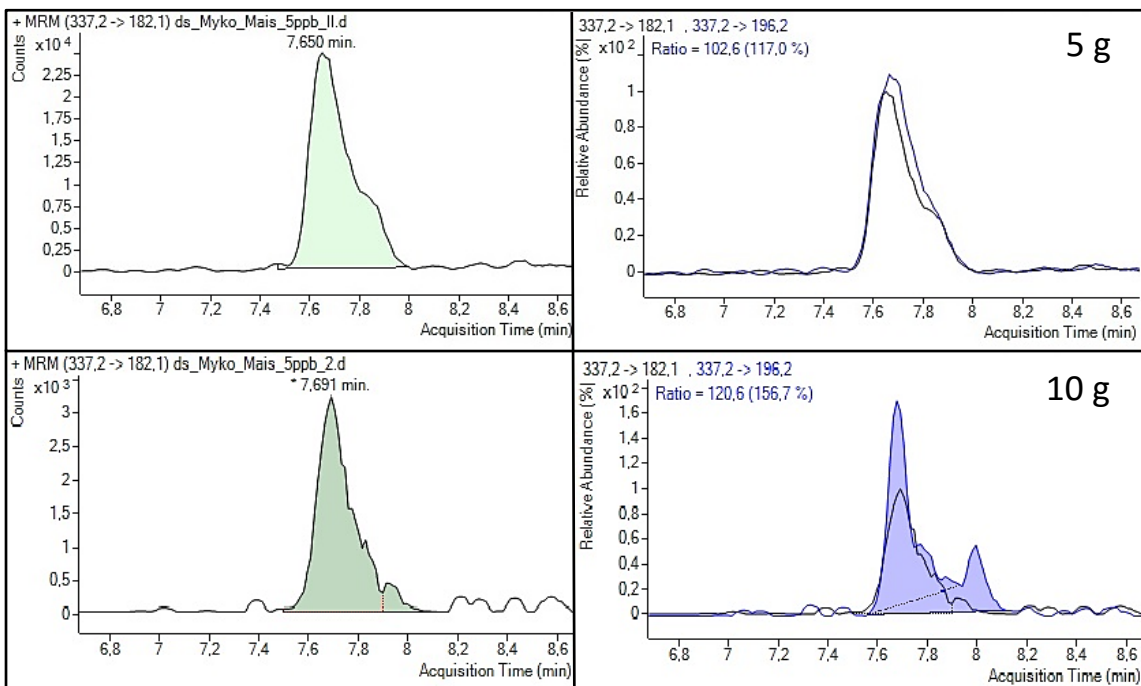 + MRM (337,2 -> 182,1) ds_Myko_Mais_5ppb_II.d
Counts
x10 4
7,650 min.
2,25
2
1,75
1,5
1,25
1
0,75
0,5
0,25
0
6,8 7 7,2 7,4 7,6 7,8 8 8,2 8,4 8,6
Acquisition Time (min)
337,2 -> 182,1 , 337,2 -> 196,2
Relative Abundance (%)
x10 2
Ratio = 102,6 (117,0 %)
5 g
1
0,8
0,6
0,4
0,2
0
6,8 7 7,2 7,4 7,6 7,8 8 8,2 8,4 8,6
Acquisition Time (min)
+ MRM (337,2 -> 182,1) ds_Myko_Mais_5ppb_2.d
Counts
x10 3
* 7,691 min.
3
2,5
2
1,5
1
0,5
0
6,8 7 7,2 7,4 7,6 7,8 8 8,2 8,4 8,6
Acquisition Time (min)
337,2 -> 182,1 , 337,2 -> 196,2
Relative Abundance (%)
x10 2
Ratio = 120,6 (156,7 %)
10 g
1,6
1,4
1,2
1
0,8
0,6
0,4
0,2
0
6,8 7 7,2 7,4 7,6 7,8 8 8,2 8,4 8,6
Acquisition Time (min)